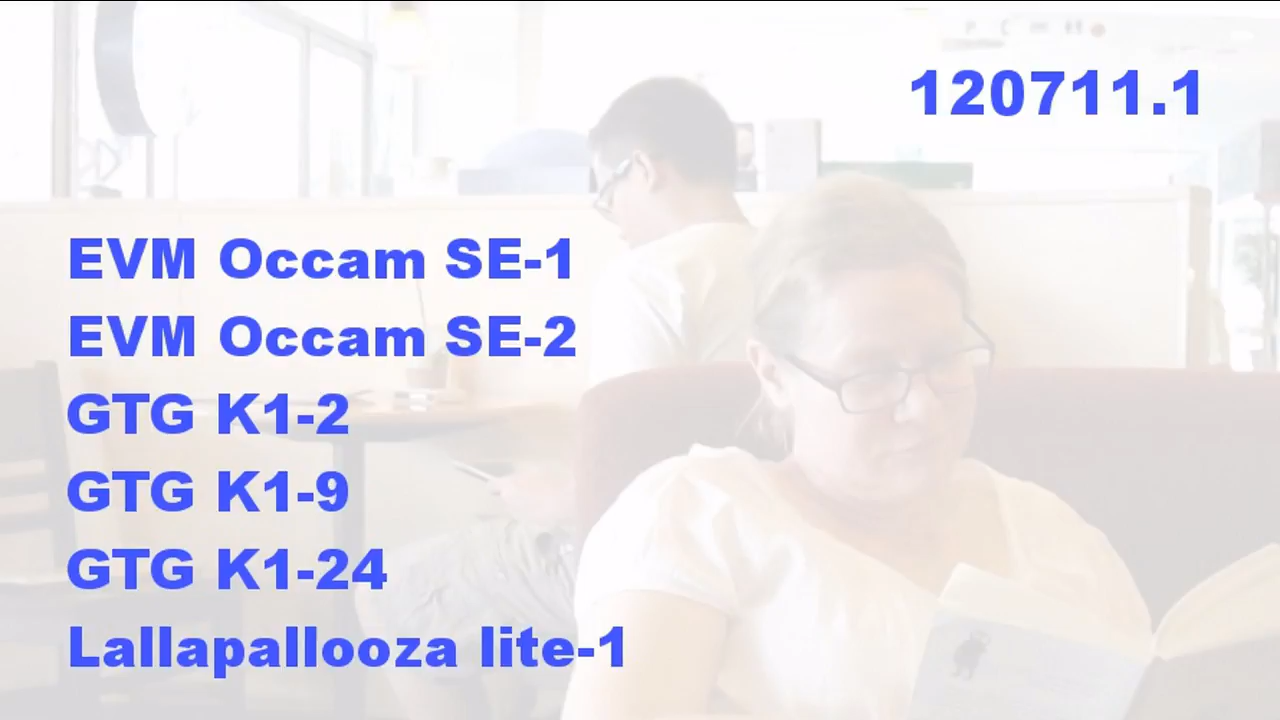 120711.1
EVM Occam SE-1
EVM Occam SE-2
GTG K1-2
GTG K1-9
GTG K1-24
Lallapallooza lite-1